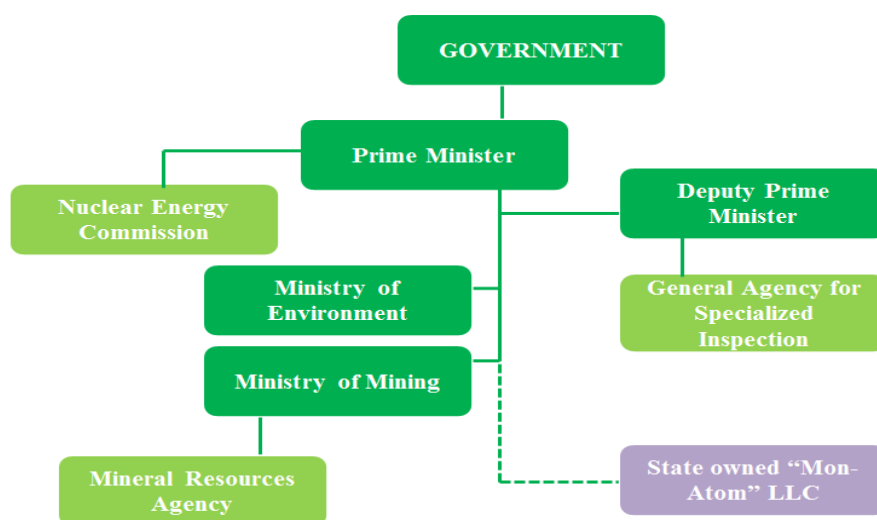 GOVERNMENT
Prime Minister
Nuclear Energy
Commission
Deputy Prime
Minister
Ministry of
Environment
General Agency for
Specialized
Inspection
Ministry of Mining
Mineral Resources
Agency
State owned “Mon-
Atom” LLC